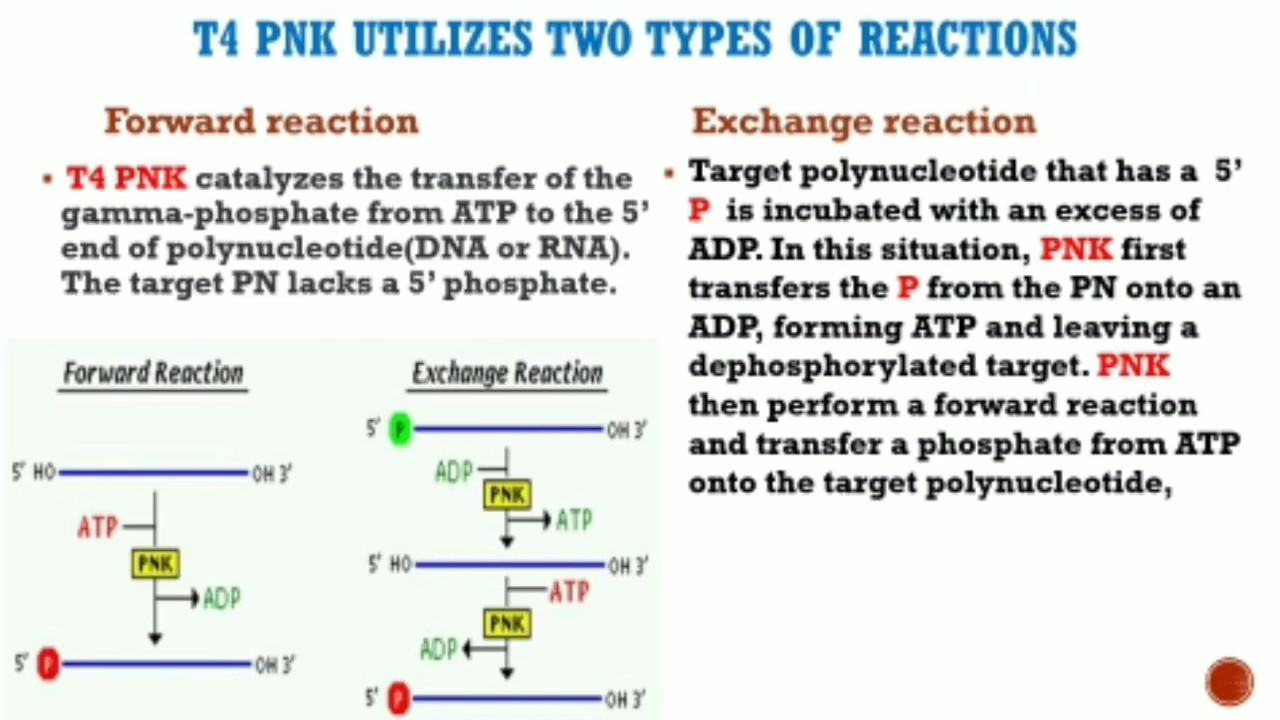 T4 PNK UTILIZES TWO TYPES OF REACTIONS
Forward reaction
▪ T4 PNK catalyzes the transfer of the
gamma-phosphate from ATP to the 5’
end of polynucleotide(DNA or RNA).
The target PN lacks a 5’ phosphate.
Exchange reaction
▪ Target polynucleotide that has a 5’
P is incubated with an excess of
ADP. In this situation, PNK first
transfers the P from the PN onto an
ADP, forming ATP and leaving a
dephosphorylated target. PNK
then perform a forward reaction
and transfer a phosphate from ATP
onto the target polynucleotide,
Forward Reaction
5' HO OH 3'
ATP
PNK
ADP
5' P OH 3'
Exchange Reaction
5' P OH 3'
ADP
PNK
ATP
5' HO OH 3'
ATP
PNK
ADP
5' P OH 3'